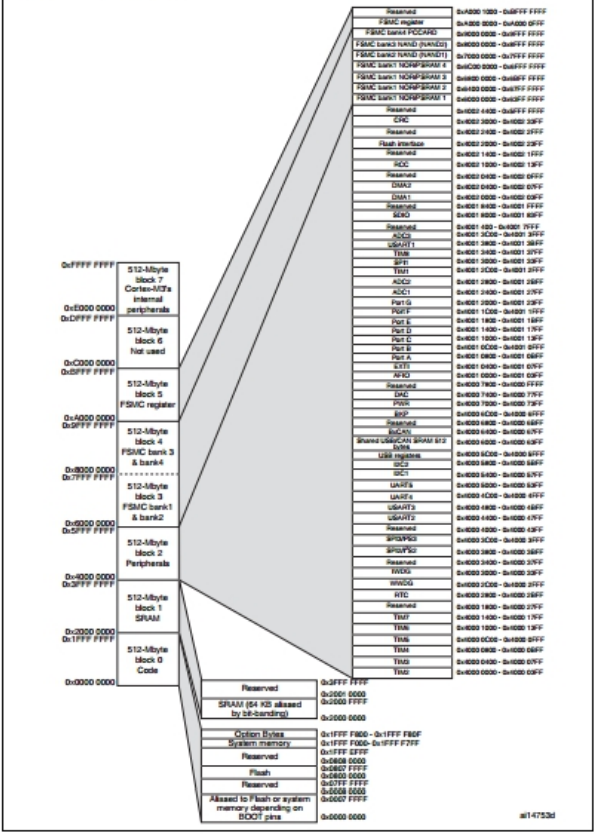 0xFFFF FFFF
512-Mbyte
block 7
Cortex-M3's
internal
peripherals
0xE000 0000
0xDFFF FFFF
512-Mbyte
block 6
Not used
0xC000 0000
0xBFFF FFFF
512-Mbyte
block 5
FSMC register
0xA000 0000
0x9FFF FFFF
512-Mbyte
block 4
FSMC bank 3
& bank4
0x8000 0000
0x7FFF FFFF
512-Mbyte
block 3
FSMC bank1
& bank2
0x6000 0000
0x5FFF FFFF
512-Mbyte
block 2
Peripherals
0x4000 0000
0x3FFF FFFF
512-Mbyte
block 1
SRAM
0x2000 0000
0x1FFF FFFF
512-Mbyte
block 0
Code
0x0000 0000
Reserved 0xA000 1000 - 0xBFFF FFFF
FSMC register 0xA000 0000 - 0xA000 0FFF
FSMC bank4 PCCARD 0x9000 0000 - 0x9FFF FFFF
FSMC bank3 NAND (NAND2) 0x8000 0000 - 0x8FFF FFFF
FSMC bank2 NAND (NAND1) 0x7000 0000 - 0x7FFF FFFF
FSMC bank1 NOR/PSRAM 4 0x6C00 0000 - 0x6FFF FFFF
FSMC bank1 NOR/PSRAM 3 0x6800 0000 - 0x6BFF FFFF
FSMC bank1 NOR/PSRAM 2 0x6400 0000 - 0x67FF FFFF
FSMC bank1 NOR/PSRAM 1 0x6000 0000 - 0x63FF FFFF
Reserved 0x4002 4400 - 0x5FFF FFFF
CRC 0x4002 3000 - 0x4002 33FF
Reserved 0x4002 2400 - 0x4002 2FFF
Flash interface 0x4002 2000 - 0x4002 23FF
Reserved 0x4002 1400 - 0x4002 1FFF
RCC 0x4002 1000 - 0x4002 13FF
Reserved 0x4002 0800 - 0x4002 0FFF
DMA2 0x4002 0400 - 0x4002 07FF
DMA1 0x4002 0000 - 0x4002 03FF
Reserved 0x4001 8400 - 0x4001 FFFF
SDIO 0x4001 8000 - 0x4001 83FF
Reserved 0x4001 400 - 0x4001 7FFF
ADC3 0x4001 3C00 - 0x4001 3FFF
USART1 0x4001 3800 - 0x4001 3BFF
TIM8 0x4001 3400 - 0x4001 37FF
SPI1 0x4001 3000 - 0x4001 33FF
TIM1 0x4001 2C00 - 0x4001 2FFF
ADC2 0x4001 2800 - 0x4001 2BFF
ADC1 0x4001 2400 - 0x4001 27FF
Port G 0x4001 2000 - 0x4001 23FF
Port F 0x4001 1C00 - 0x4001 1FFF
Port E 0x4001 1800 - 0x4001 1BFF
Port D 0x4001 1400 - 0x4001 17FF
Port C 0x4001 1000 - 0x4001 13FF
Port B 0x4001 0C00 - 0x4001 0FFF
Port A 0x4001 0800 - 0x4001 0BFF
EXTI 0x4001 0400 - 0x4001 07FF
AFIO 0x4001 0000 - 0x4001 03FF
Reserved 0x4000 7800 - 0x4000 FFFF
DAC 0x4000 7400 - 0x4000 77FF
PWR 0x4000 7000 - 0x4000 73FF
BKP 0x4000 6C00 - 0x4000 6FFF
Reserved 0x4000 6800 - 0x4000 6BFF
BxCAN 0x4000 6400 - 0x4000 67FF
Shared USB/CAN SRAM 512
bytes 0x4000 6000 - 0x4000 63FF
USB registers 0x4000 5C00 - 0x4000 5FFF
I2C2 0x4000 5800 - 0x4000 5BFF
I2C1 0x4000 5400 - 0x4000 57FF
UART5 0x4000 5000 - 0x4000 53FF
UART4 0x4000 4C00 - 0x4000 4FFF
USART3 0x4000 4800 - 0x4000 4BFF
USART2 0x4000 4400 - 0x4000 47FF
Reserved 0x4000 4000 - 0x4000 43FF
SPI3/I2S3 0x4000 3C00 - 0x4000 3FFF
SPI2/I2S2 0x4000 3800 - 0x4000 3BFF
Reserved 0x4000 3400 - 0x4000 37FF
IWDG 0x4000 3000 - 0x4000 33FF
WWDG 0x4000 2C00 - 0x4000 2FFF
RTC 0x4000 2800 - 0x4000 2BFF
Reserved 0x4000 1800 - 0x4000 27FF
TIM7 0x4000 1400 - 0x4000 17FF
TIM6 0x4000 1000 - 0x4000 13FF
TIM5 0x4000 0C00 - 0x4000 0FFF
TIM4 0x4000 0800 - 0x4000 0BFF
TIM3 0x4000 0400 - 0x4000 07FF
TIM2 0x4000 0000 - 0x4000 03FF
0x3FFF FFFF
Reserved
0x2001 0000
0x2000 FFFF
SRAM (64 KB aliased
by bit-banding)
0x2000 0000
Option Bytes 0x1FFF F800 - 0x1FFF F80F
System memory 0x1FFF F000- 0x1FFF F7FF
0x1FFF EFFF
Reserved
0x0808 0000
0x0807 FFFF
Flash
0x0800 0000
0x07FF FFFF
Reserved
0x0008 0000
0x0007 FFFF
Aliased to Flash or system
memory depending on
BOOT pins
0x0000 0000
ai14753d